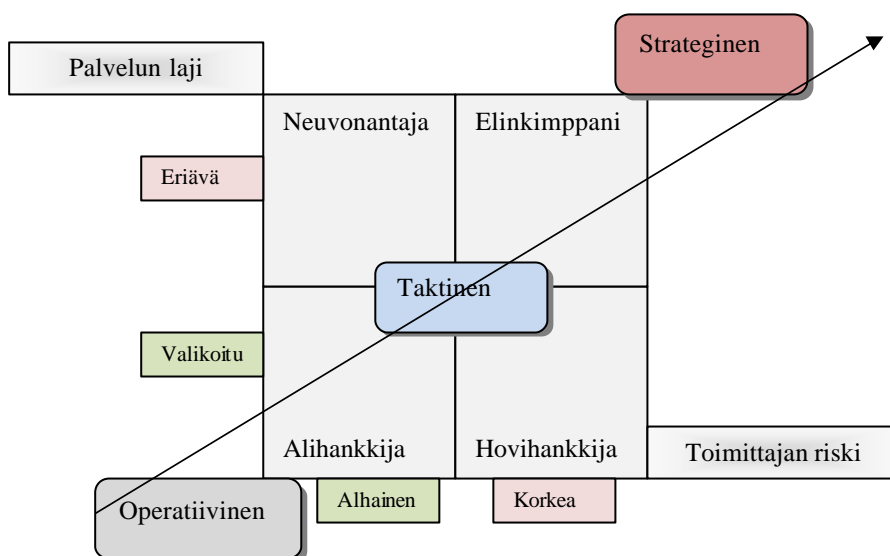 Strateginen
Palvelun laji
Neuvonantaja
Elinkimppani
Eriävä
Taktinen
Valikoitu
Alihankkija
Hovihankkija
Toimittajan riski
Operatiivinen
Alhainen
Korkea